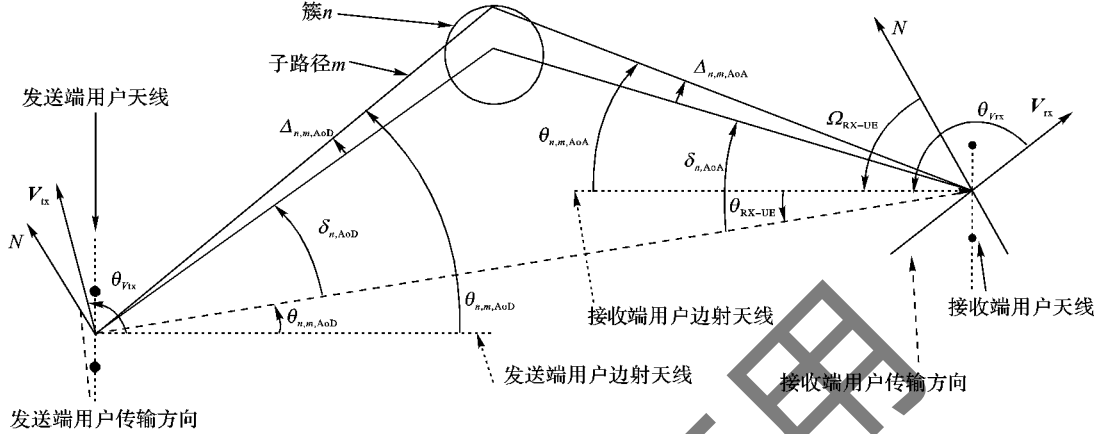 簇n
子路径m
发送端用户天线
Δn,m,AoD
Vtx
N
θVtx
δn,AoD
θn,m,AoD
θn,m,AoD
发送端用户边射天线
发送端用户传输方向
N
Δn,m,AoA
θn,m,AoA
δn,AoA
ΩRX-UE
θVrx
Vrx
θRX-UE
接收端用户边射天线
接收端用户天线
接收端用户传输方向